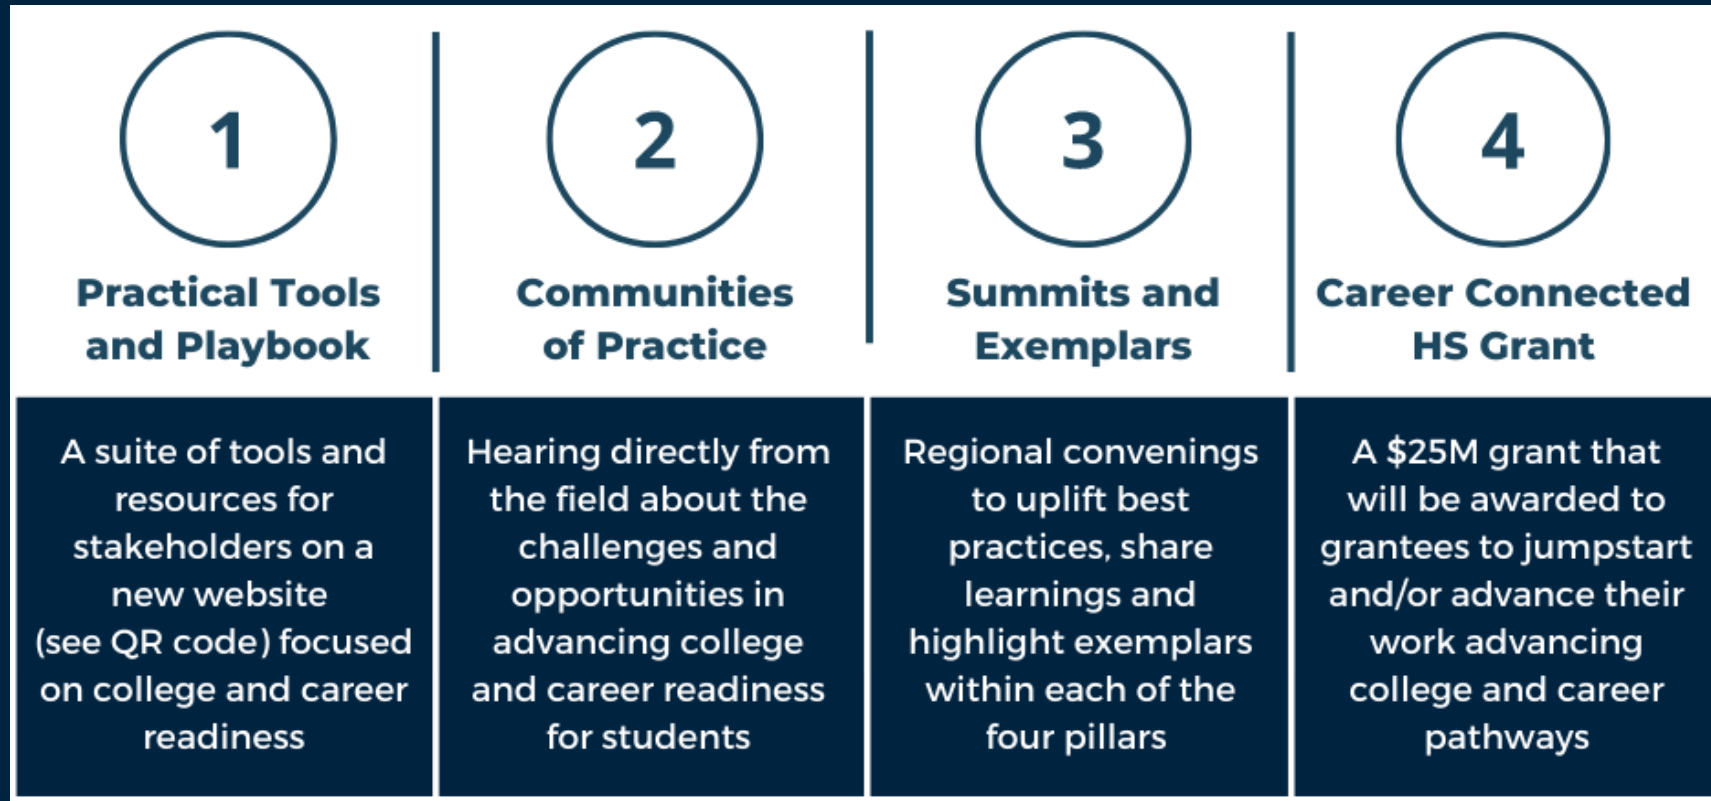 1
Practical Tools
and Playbook
A suite of tools and
resources for
stakeholders on a
new website
(see QR code) focused
on college and career
readiness
2
Communities
of Practice
Hearing directly from
the field about the
challenges and
opportunities in
advancing college
and career readiness
for students
3
Summits and
Exemplars
Regional convenings
to uplift best
practices, share
learnings and
highlight exemplars
within each of the
four pillars
4
Career Connected
HS Grant
A $25M grant that
will be awarded to
grantees to jumpstart
and/or advance their
work advancing
college and career
pathways